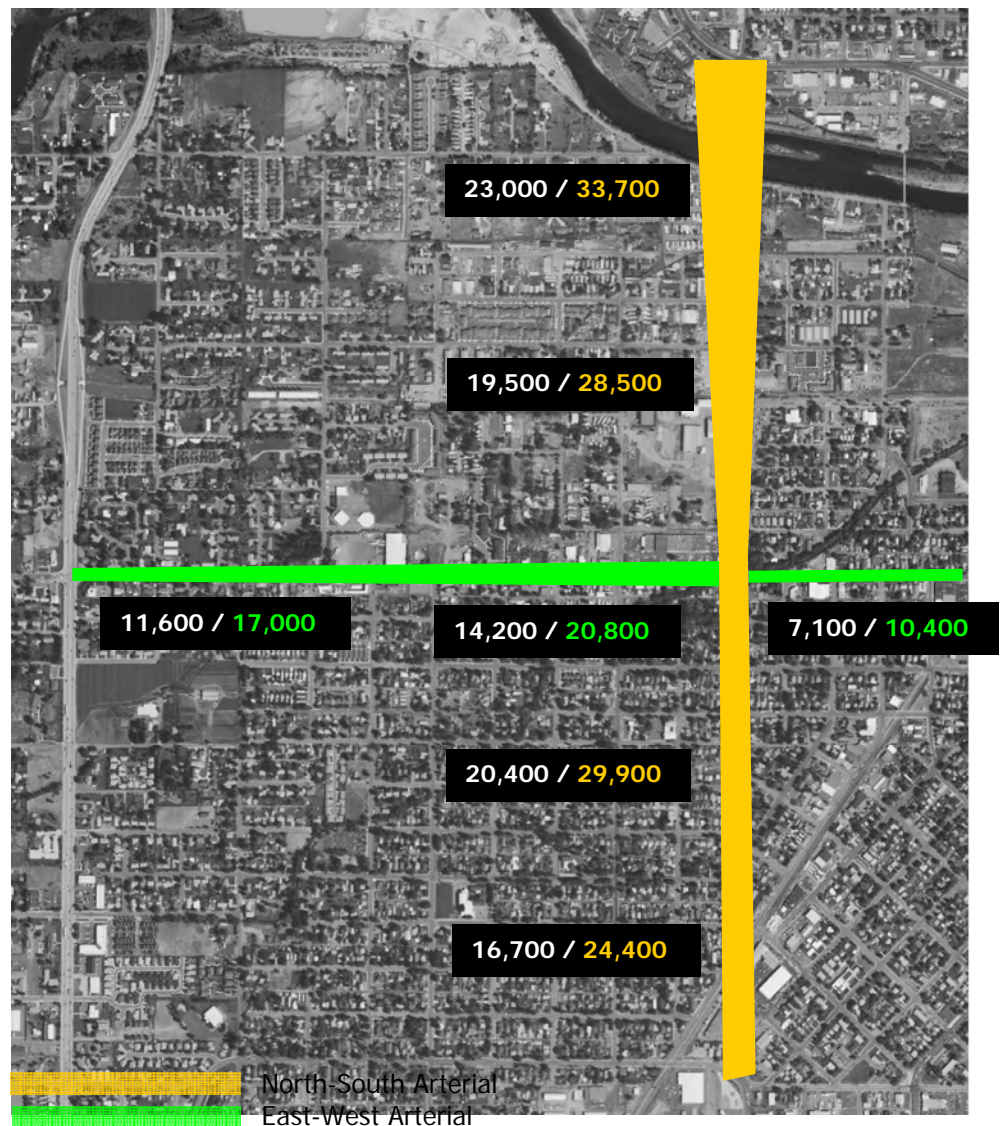 23,000 / 33,700
19,500 / 28,500
11,600 / 17,000
14,200 / 20,800
7,100 / 10,400
20,400 / 29,900
16,700 / 24,400
North-South Arterial
East-West Arterial